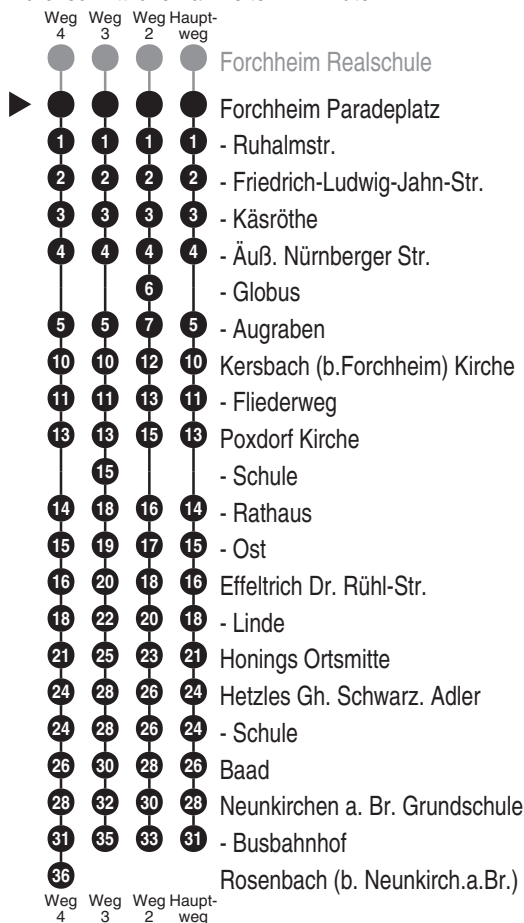 Weg Weg Weg Haupt-
4 3 2 weg
Forchheim Realschule
Forchheim Paradeplatz
1 1 1 1 - Ruhalmstr.
2 2 2 2 - Friedrich-Ludwig-Jahn-Str.
3 3 3 3 - Käsröthe
4 4 4 4 - Äuß. Nürnberger Str.
6 - Globus
5 5 7 5 - Augraben
10 10 12 10 Kersbach (b.Forchheim) Kirche
11 11 13 11 - Fliederweg
13 13 15 13 Poxdorf Kirche
15 - Schule
14 18 16 14 - Rathaus
15 19 17 15 - Ost
16 20 18 16 Effeltrich Dr. Rühl-Str.
18 22 20 18 - Linde
21 25 23 21 Honings Ortsmitte
24 28 26 24 Hetzles Gh. Schwarz. Adler
24 28 26 24 - Schule
26 30 28 26 Baad
28 32 30 28 Neunkirchen a. Br. Grundschule
31 35 33 31 - Busbahnhof
36 Rosenbach (b. Neunkirch.a.Br.)
Weg Weg Weg Haupt-
4 3 2 weg